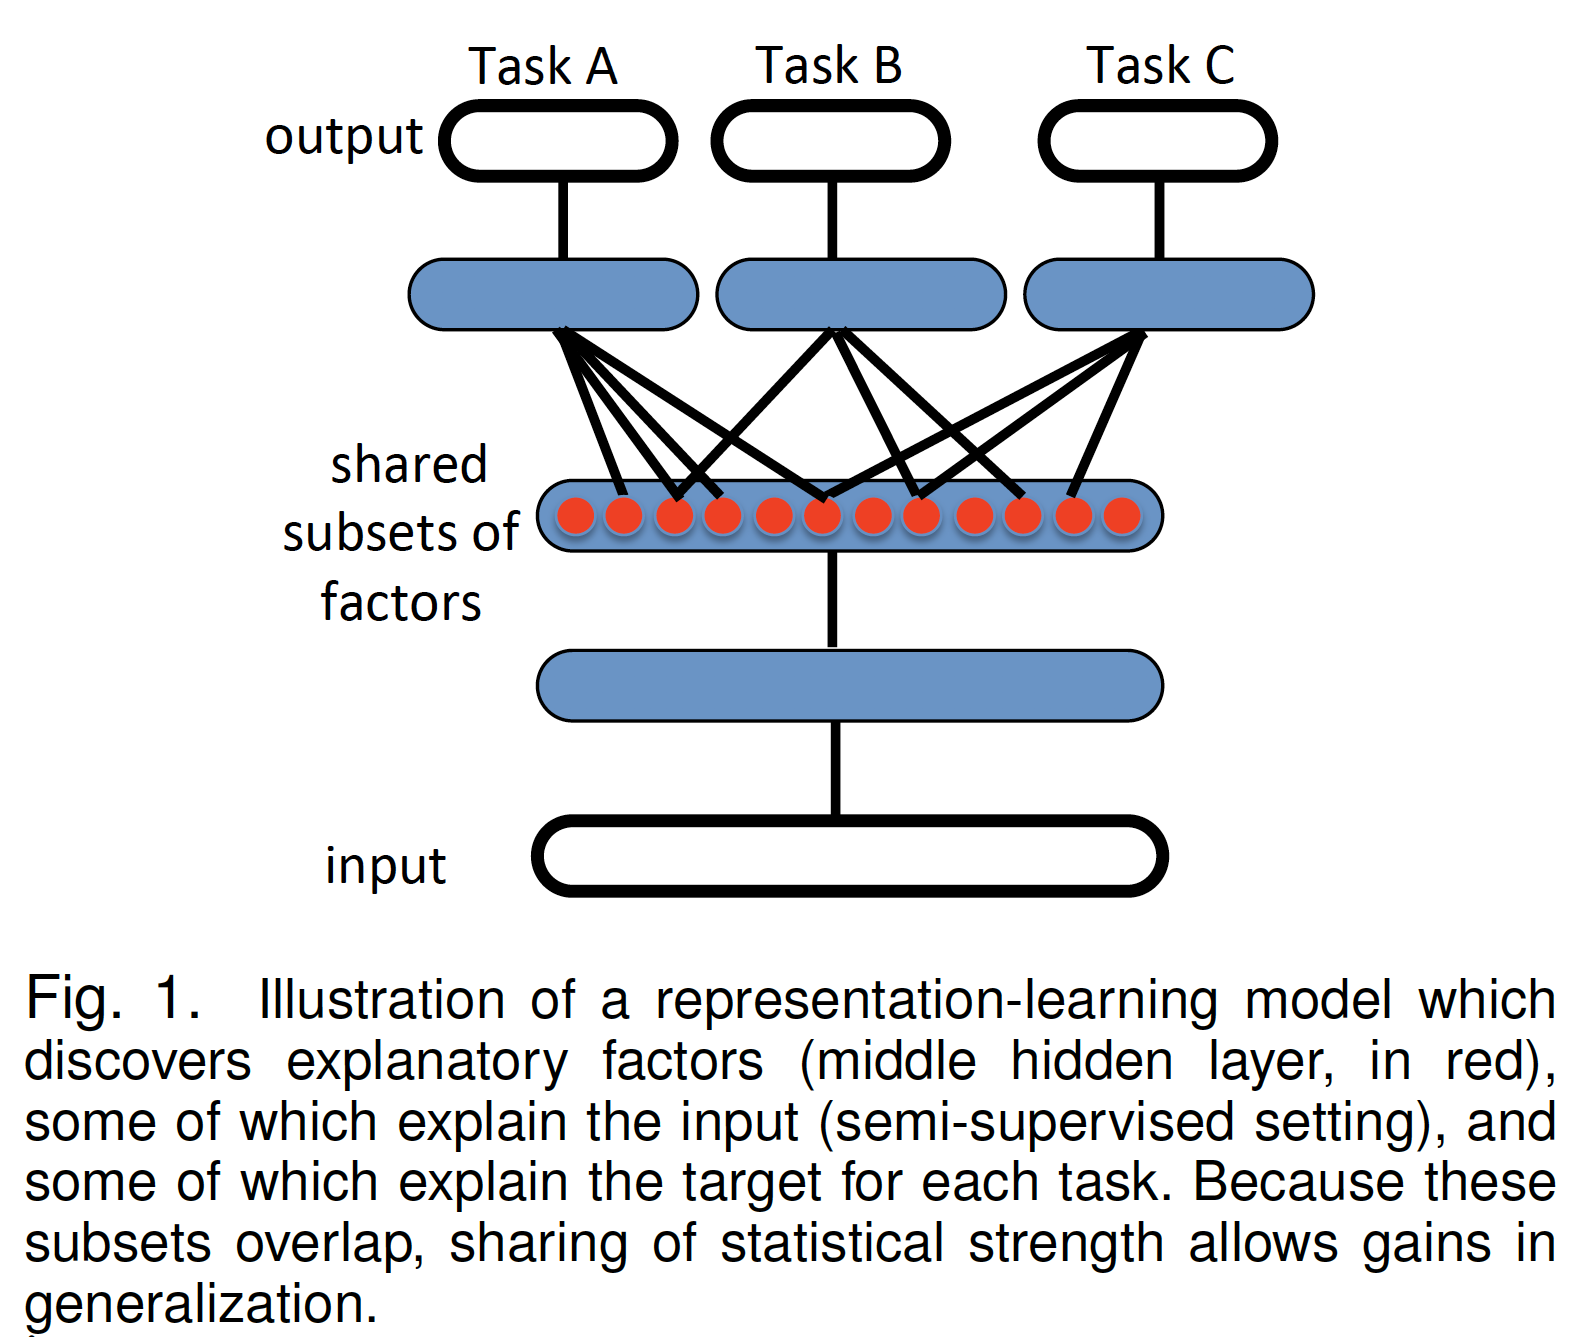 Task A Task B Task C
output
shared
subsets of
factors
input
Fig. 1. Illustration of a representation-learning model which
discovers explanatory factors (middle hidden layer, in red),
some of which explain the input (semi-supervised setting), and
some of which explain the target for each task. Because these
subsets overlap, sharing of statistical strength allows gains in
generalization.